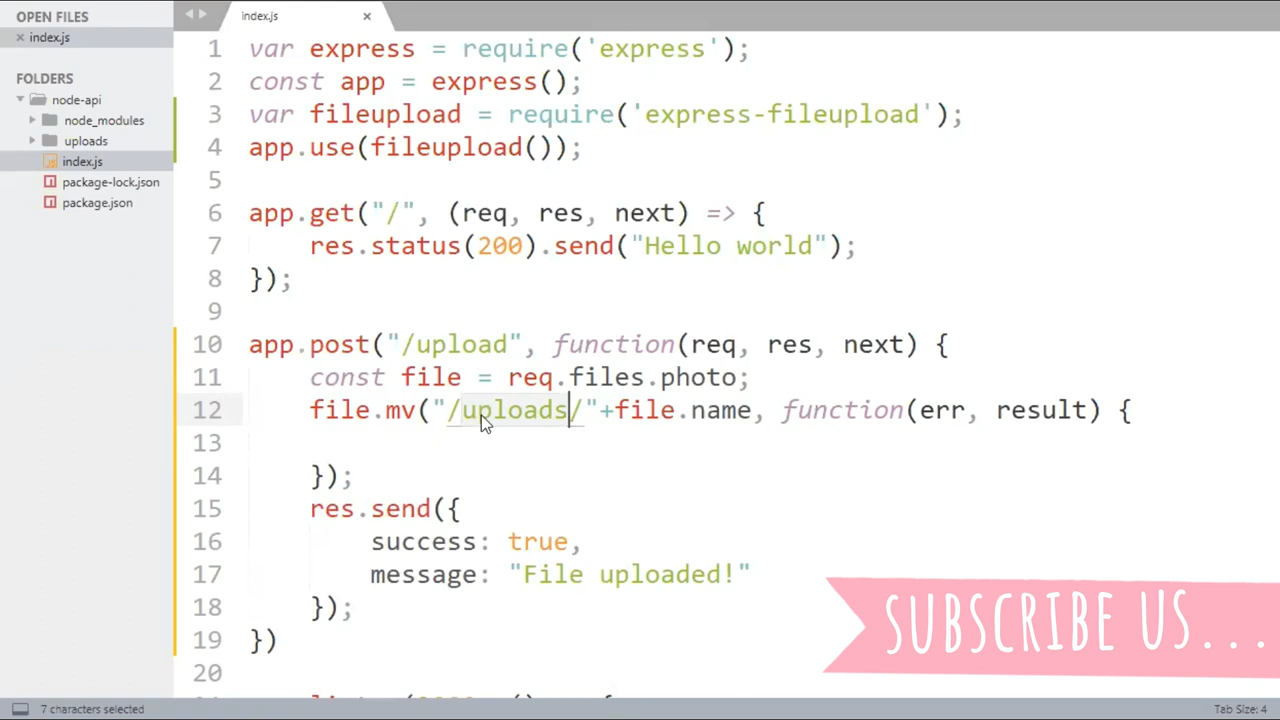 OPEN FILES
index.js
FOLDERS
node-api
node_modules
uploads
index.js
package-lock.json
package.json
index.js
1 var express = require('express');
2 const app = express();
3 var fileupload = require('express-fileupload');
4 app.use(fileupload());
5
6 app.get("/", (req, res, next) => {
7 res.status(200).send("Hello world");
8 });
9
10 app.post("/upload", function(req, res, next) {
11 const file = req.files.photo;
12 file.mv("/uploads/"+file.name, function(err, result) {
13
14 });
15 res.send({
16 success: true,
17 message: "File uploaded!"
18 });
19 })
20
SUBSCRIBE US...
7 characters selected
Tab Size: 4